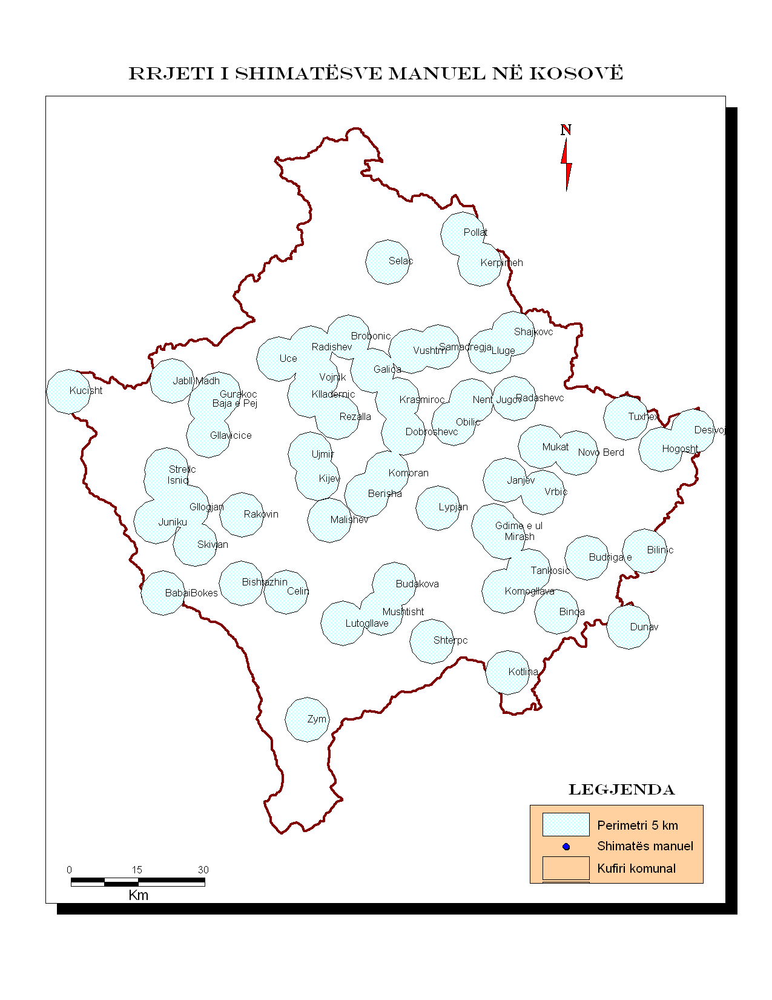 RRJETI I SHIMATËSVE MANUEL NË KOSOVË
N
Pollat
Selac
Kerpimeh
Shajkovc
Brobonic
Radishev
Samadregja
Vushtrri
Lluge
Uce
Galica
Vojnik
Jabll Madh
Kucisht
Gurakoc
Klladernic
Baja e Pej
Krasmiroc
Nent Jugov
Radashevc
Rezalla
Tuxhex
Obilic
Desivoj
Dobroshevc
Gllavicice
Mukat
Hogosht
Novo Berd
Ujmir
Strellc
Komoran
Isniq
Kijev
Janjev
Vrbic
Berisha
Gllogjan
Lypjan
Rakovin
Malishev
Juniku
Gdime e ul
Mirash
Skivjan
Bilinic
Budriga e
Tankosic
Bishtazhin
Budakova
Celin
Komogllava
BabaiBokes
Mushtisht
Binqa
Lutogllave
Dunav
Shterpc
Kotlina
Zym
LEGJENDA
Perimetri 5 km
Shimatës manuel
Kufiri komunal
0 15 30
Km